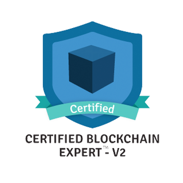 Certified
CERTIFIED BLOCKCHAIN
EXPERT™ - V2